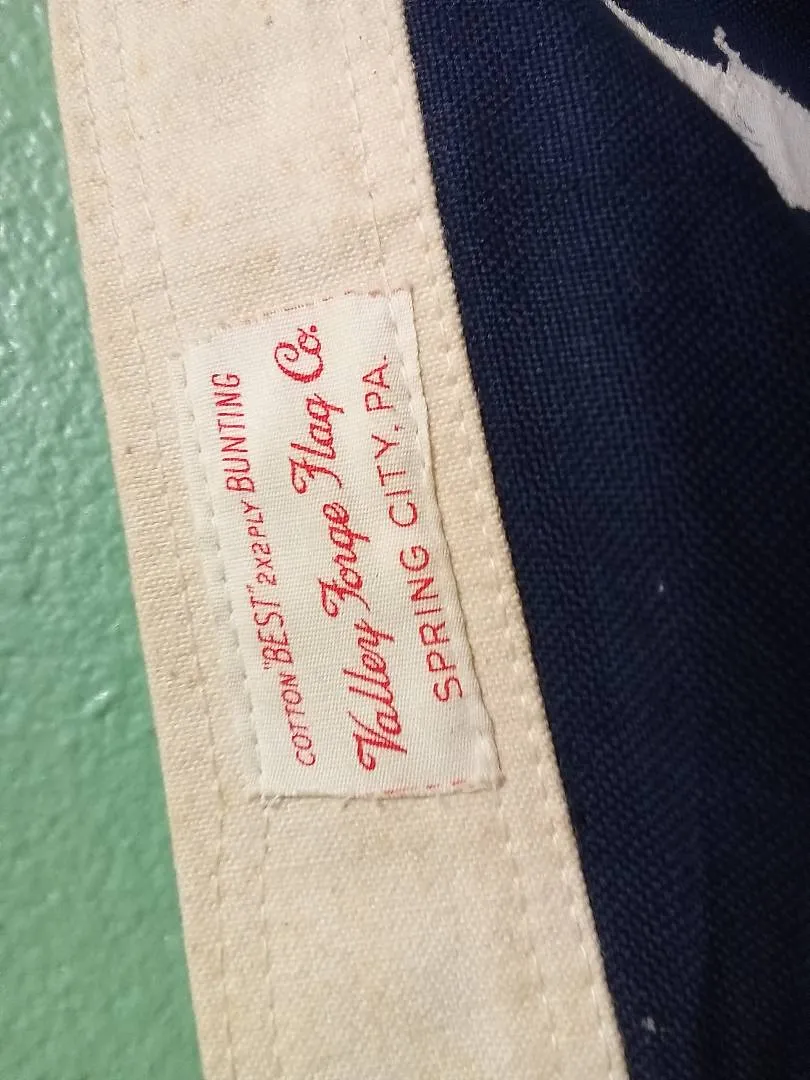 COTTON "BEST" 2X2 PLY BUNTING
Valley Forge Flag Co.
SPRING CITY, PA.